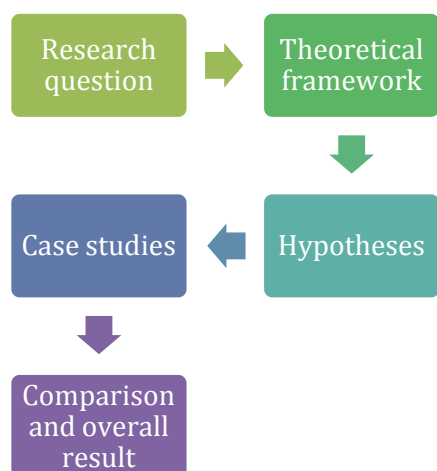 Research
question
Theoretical
framework
Hypotheses
Case studies
Comparison
and overall
result